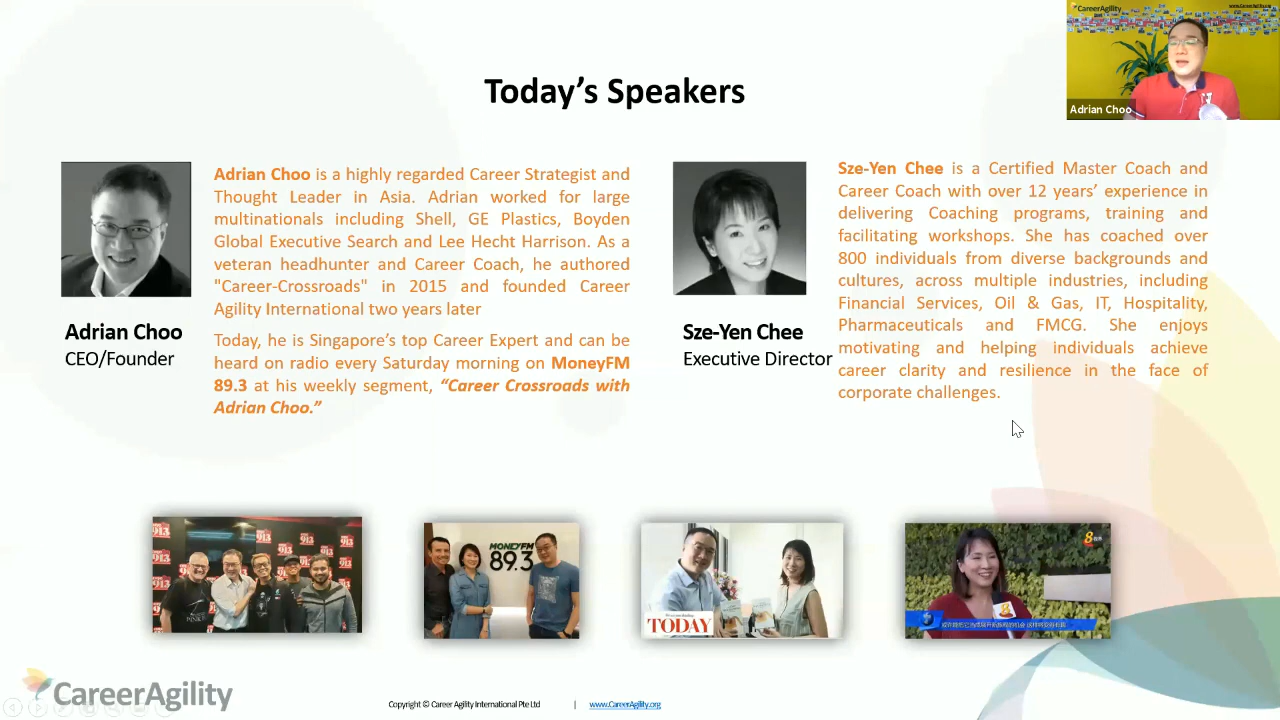 CareerAgility
Adrian Choo
Today's Speakers
Adrian Choo is a highly regarded Career Strategist and
Thought Leader in Asia. Adrian worked for large
multinationals including Shell, GE Plastics, Boyden
Global Executive Search and Lee Hecht Harrison. As a
veteran headhunter and Career Coach, he authored
"Career-Crossroads" in 2015 and founded Career
Agility International two years later
Today, he is Singapore's top Career Expert and can be
heard on radio every Saturday morning on MoneyFM
89.3 at his weekly segment, “Career Crossroads with
Adrian Choo.”
Adrian Choo
CEO/Founder
Sze-Yen Chee is a Certified Master Coach and
Career Coach with over 12 years' experience in
delivering Coaching programs, training and
facilitating workshops. She has coached over
800 individuals from diverse backgrounds and
cultures, across multiple industries, including
Financial Services, Oil & Gas, IT, Hospitality,
Pharmaceuticals and FMCG. She enjoys
motivating and helping individuals achieve
career clarity and resilience in the face of
corporate challenges.
Sze-Yen Chee
Executive Director
913
MONEYFM
89.3
TODAY
8
CareerAgility
Copyright © Career Agility International Pte Ltd | www.CareerAgility.org